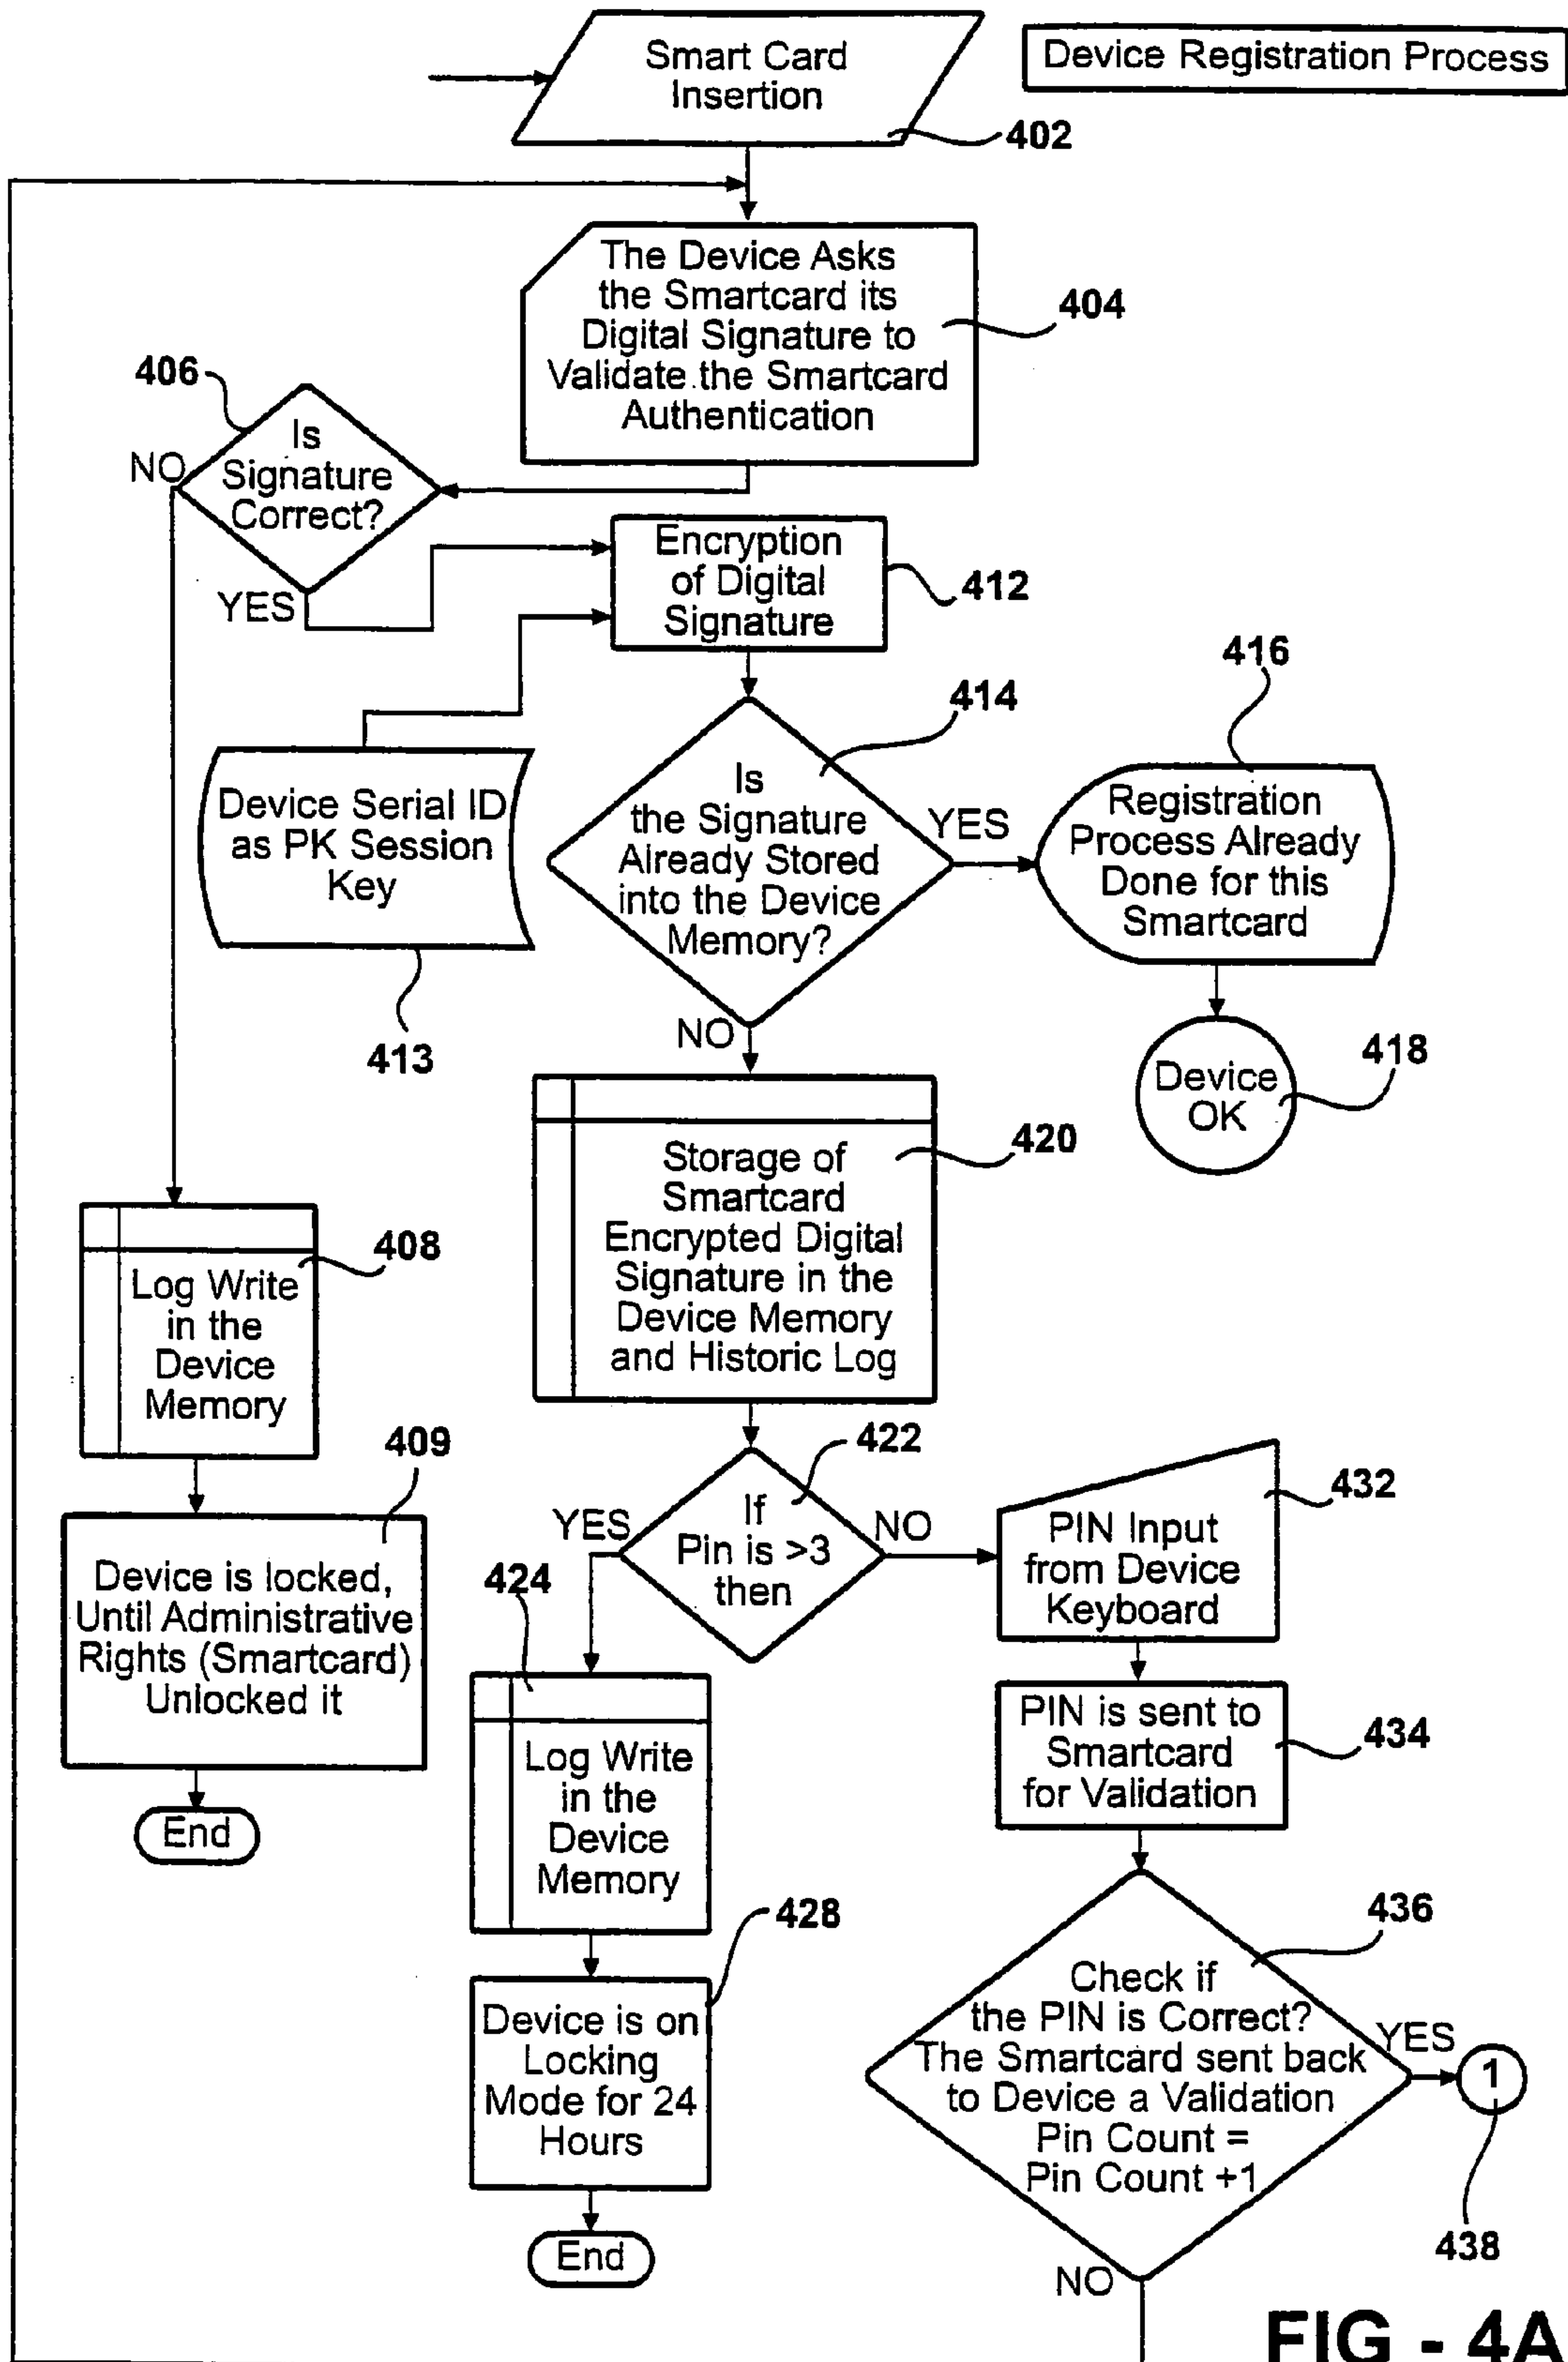 Smart Card
Insertion
402
Device Registration Process
The Device Asks
the Smartcard its
Digital Signature to
Validate the Smartcard
Authentication
404
406
Is
Signature
Correct?
NO
YES
Encryption
of Digital
Signature
412
Device Serial ID
as PK Session
Key
413
Is
the Signature
Already Stored
into the Device
Memory?
414
YES
NO
416
Registration
Process Already
Done for this
Smartcard
Device
OK
418
Storage of
Smartcard
Encrypted Digital
Signature in the
Device Memory
and Historic Log
420
Log Write
in the
Device
Memory
408
409
Device is locked,
Until Administrative
Rights (Smartcard)
Unlocked it
End
If
Pin is >3
then
422
YES
NO
424
Log Write
in the
Device
Memory
428
Device is on
Locking
Mode for 24
Hours
End
PIN Input
from Device
Keyboard
432
PIN is sent to
Smartcard
for Validation
434
436
Check if
the PIN is Correct?
The Smartcard sent back
to Device a Validation
Pin Count =
Pin Count +1
YES
1
438
NO
FIG - 4A